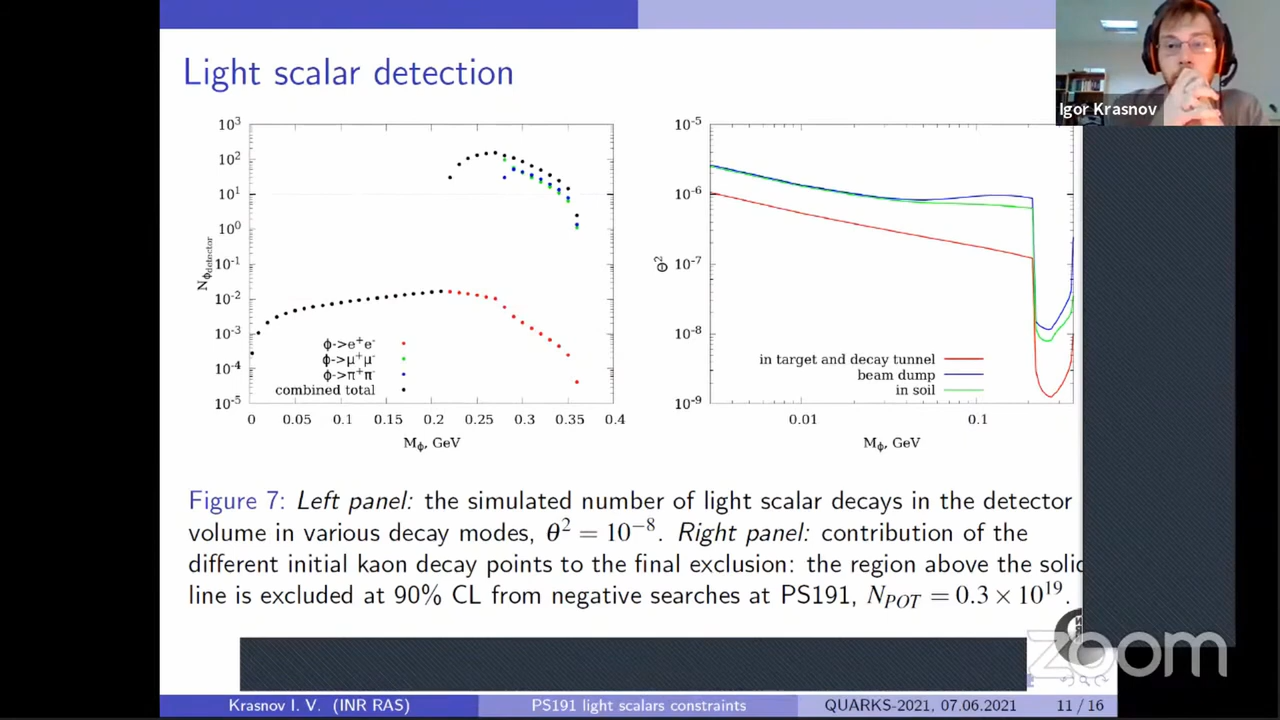 Light scalar detection
Igor Krasnov
10³
10²
10¹
10⁰
10⁻¹
10⁻²
10⁻³
10⁻⁴
10⁻⁵
N_ϕdetector
ϕ->e⁺e⁻
ϕ->μ⁺μ⁻
ϕ->π⁺π⁻
combined total
0 0.05 0.1 0.15 0.2 0.25 0.3 0.35 0.4
M_ϕ, GeV
10⁻⁵
10⁻⁶
10⁻⁷
10⁻⁸
10⁻⁹
Θ²
in target and decay tunnel
beam dump
in soil
0.01 0.1
M_ϕ, GeV
Figure 7: Left panel: the simulated number of light scalar decays in the detector
volume in various decay modes, θ² = 10⁻⁸. Right panel: contribution of the
different initial kaon decay points to the final exclusion: the region above the solid
line is excluded at 90% CL from negative searches at PS191, N_POT = 0.3 × 10¹⁹.
zoom
Krasnov I. V. (INR RAS) PS191 light scalars constraints QUARKS-2021, 07.06.2021 11 / 16